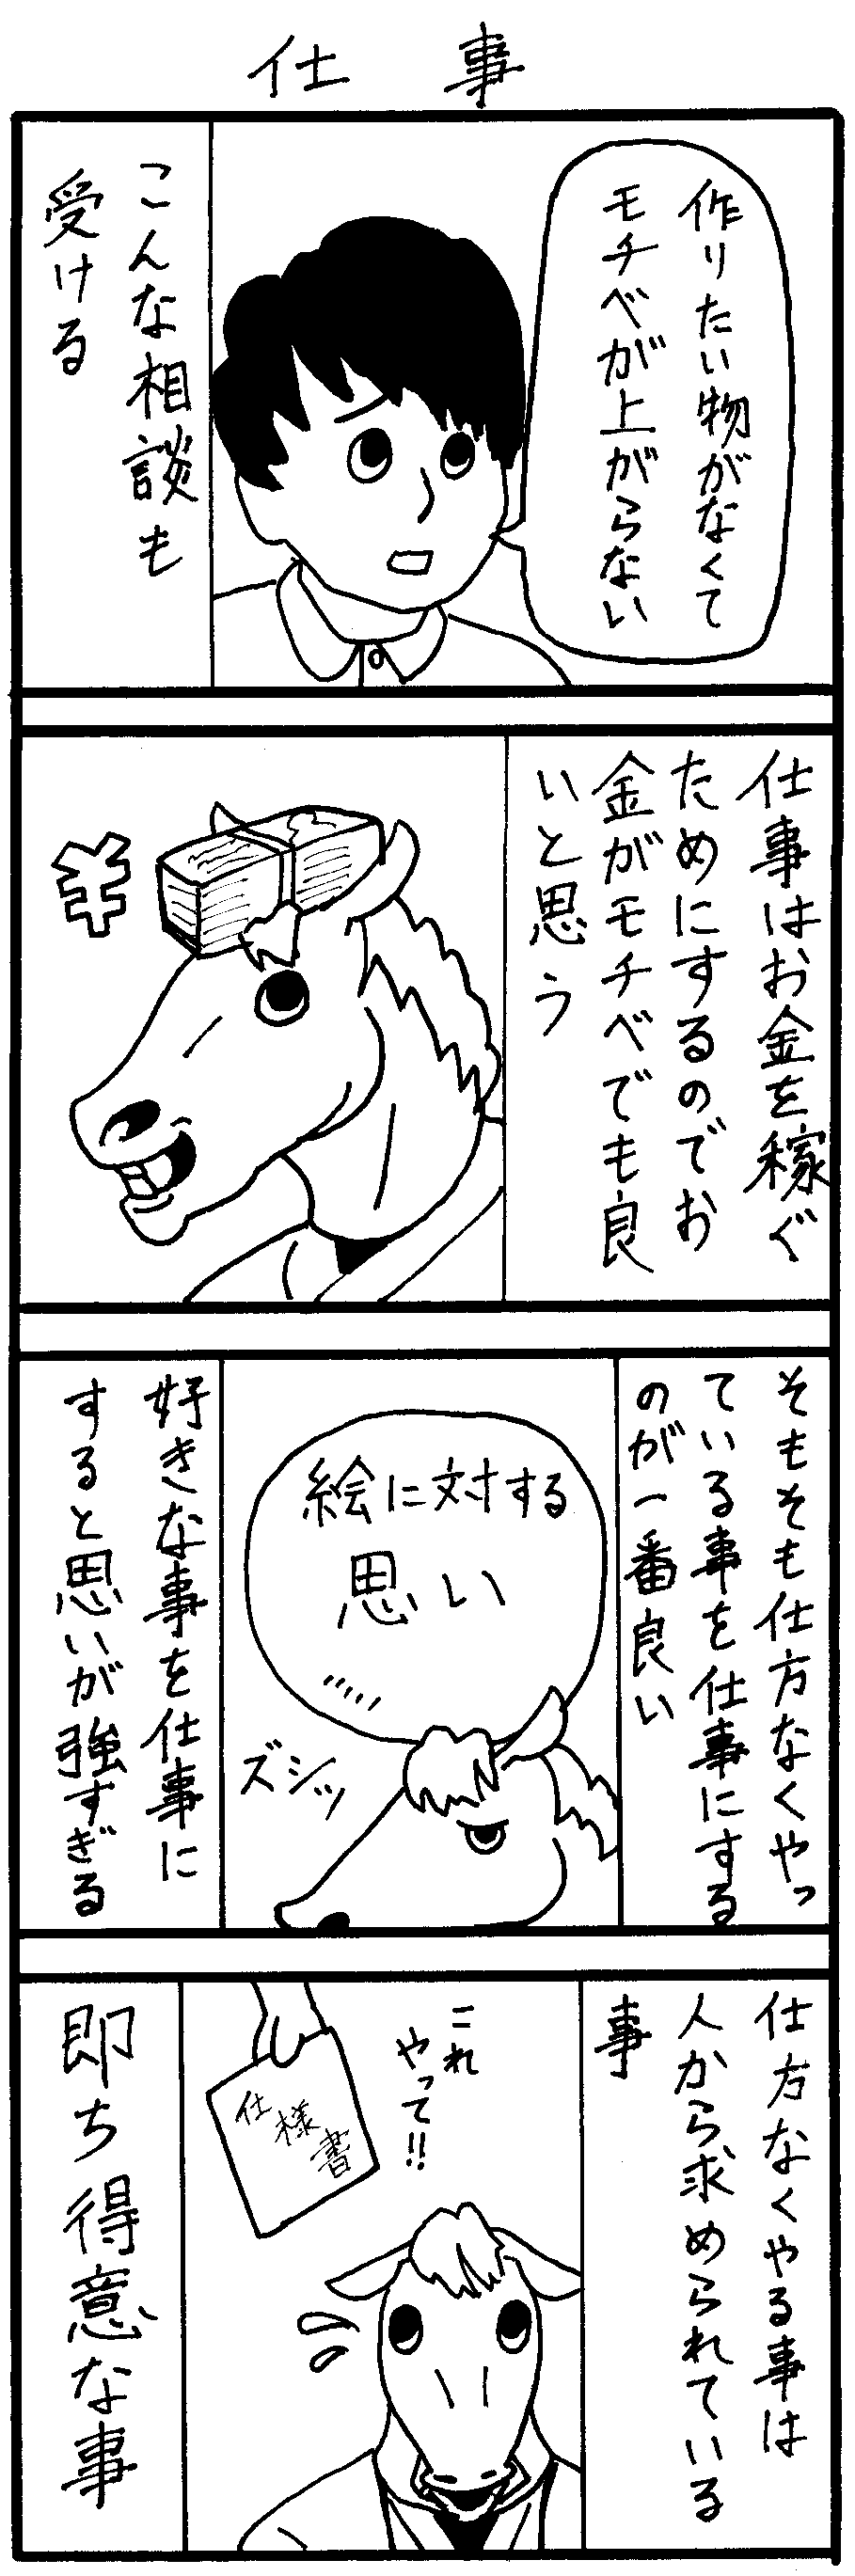 仕事
作りたい物がなくて
モチベが上がらない
こんな相談も
受ける
仕事はお金を稼ぐ
ためにするのでお
金がモチベでも良
いと思う
¥
そもそも仕方なくやっ
ている事を仕事にする
のが一番良い
絵に対する
思い
ズシッ
好きな事を仕事に
すると思いが強すぎる
仕方なくやる事は
人から求められている
事
これ
やって!!
仕様書
即ち得意な事